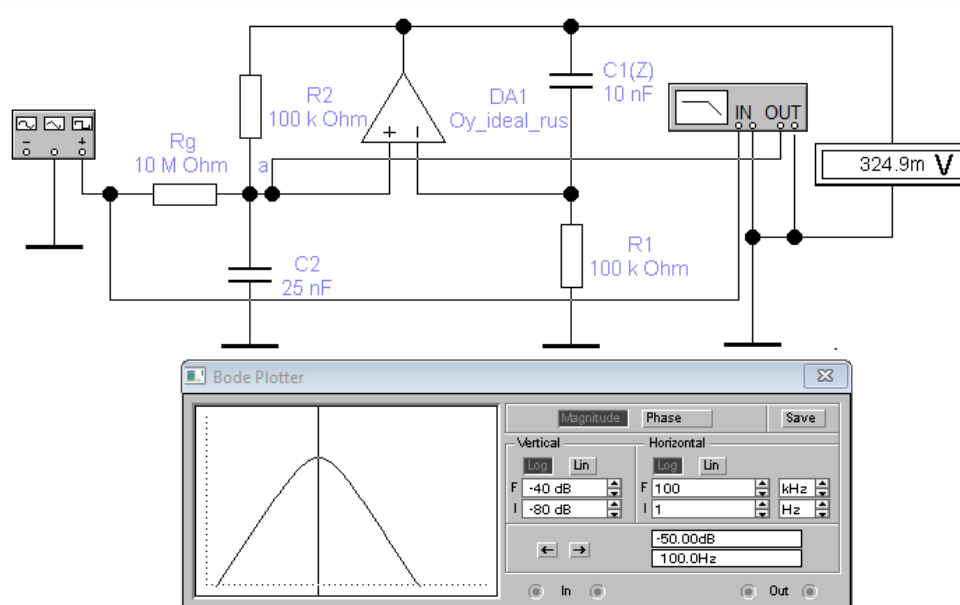 R2
100 k Ohm
Rg
10 M Ohm
a
+ −
DA1
Oy_ideal_rus
C1(Z)
10 nF
IN OUT
324.9m V
− +
R1
100 k Ohm
C2
25 nF
Bode Plotter
Magnitude Phase Save
Vertical Horizontal
Log Lin Log Lin
F -40 dB F 100 kHz
I -80 dB I 1 Hz
-50.00dB
100.0Hz
In Out